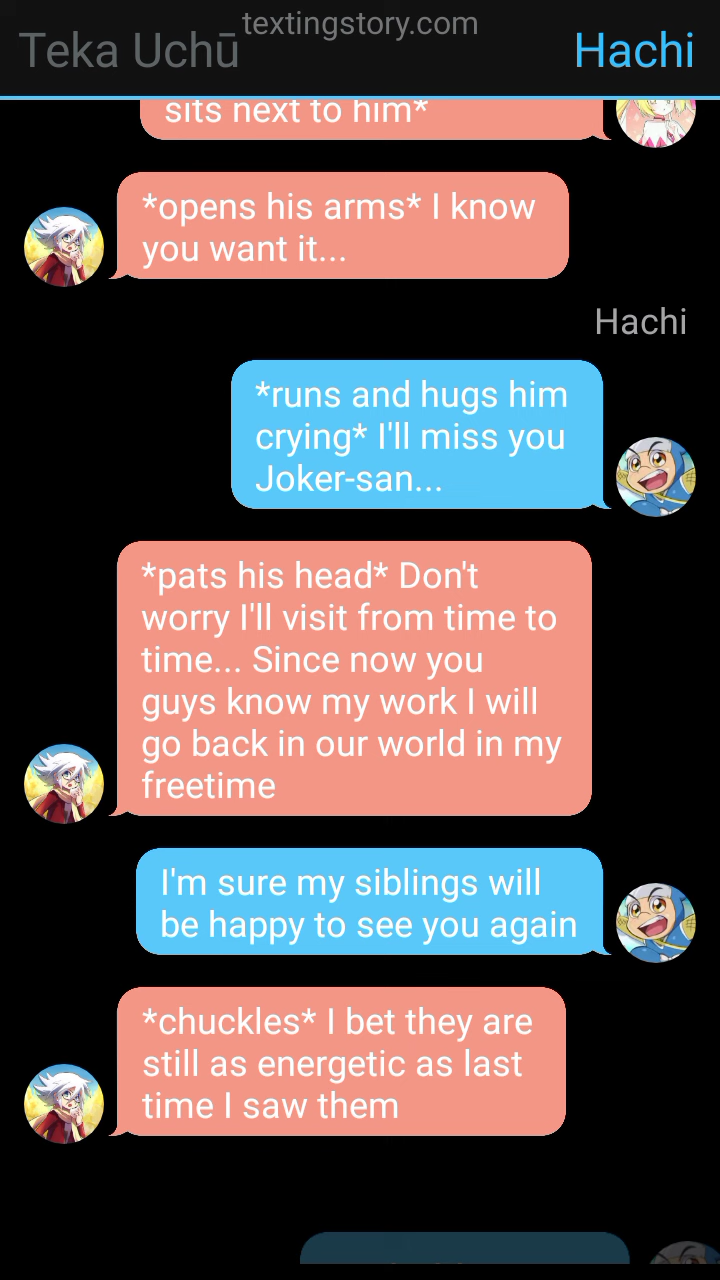 textingstory.com
Teka Uchū
Hachi
sits next to him*
*opens his arms* I know
you want it...
Hachi
*runs and hugs him
crying* I'll miss you
Joker-san...
*pats his head* Don't
worry I'll visit from time to
time... Since now you
guys know my work I will
go back in our world in my
freetime
I'm sure my siblings will
be happy to see you again
*chuckles* I bet they are
still as energetic as last
time I saw them